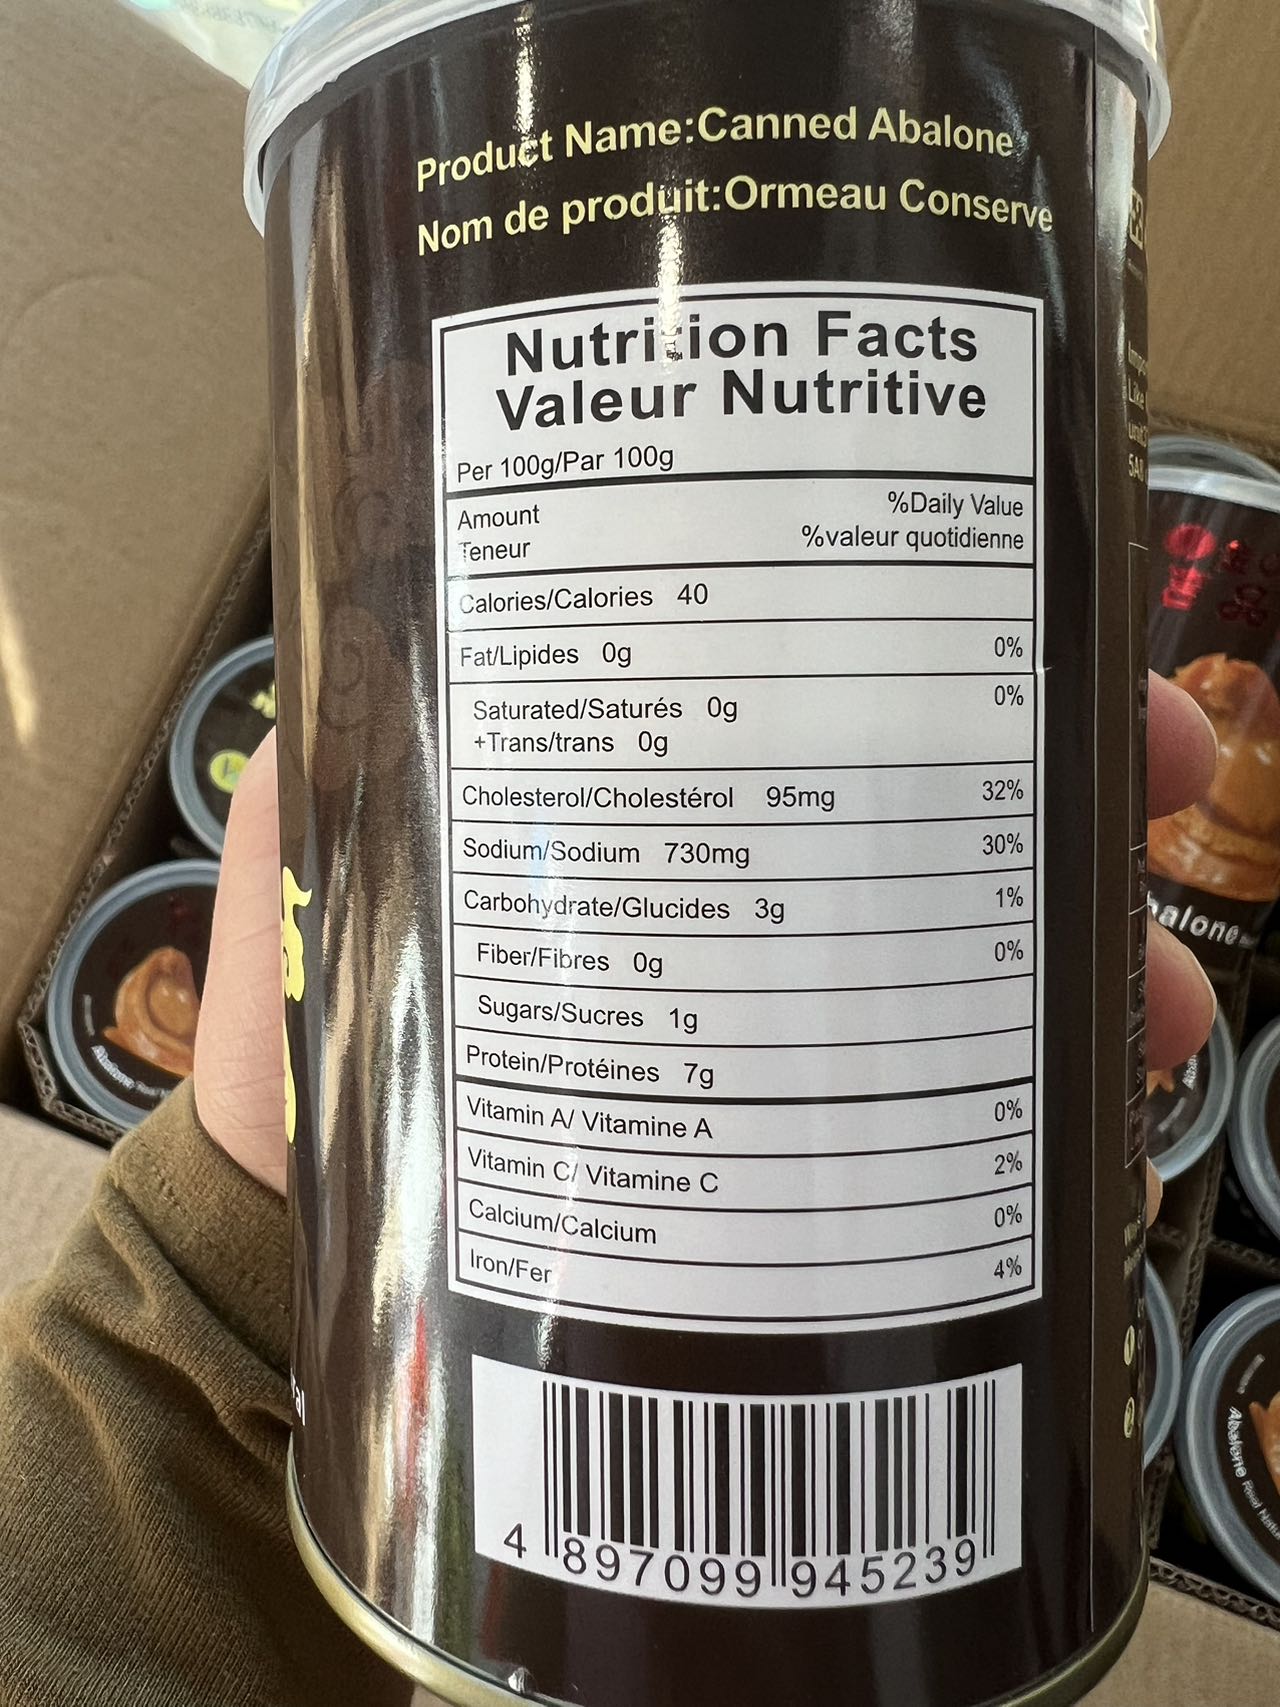 Product Name:Canned Abalone
Nom de produit:Ormeau Conserve
Nutrition Facts
Valeur Nutritive
Per 100g/Par 100g
Amount %Daily Value
Teneur %valeur quotidienne
Calories/Calories 40
Fat/Lipides 0g 0%
Saturated/Saturés 0g 0%
+Trans/trans 0g
Cholesterol/Cholestérol 95mg 32%
Sodium/Sodium 730mg 30%
Carbohydrate/Glucides 3g 1%
Fiber/Fibres 0g 0%
Sugars/Sucres 1g
Protein/Protéines 7g
Vitamin A/ Vitamine A 0%
Vitamin C/ Vitamine C 2%
Calcium/Calcium 0%
Iron/Fer 4%
4 897099 945239
Abalone